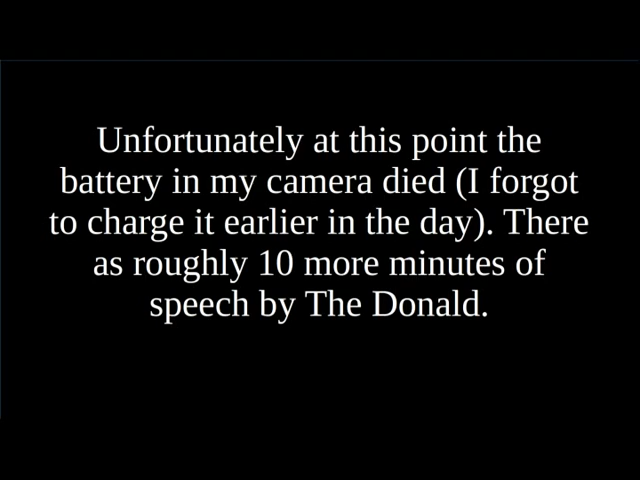 Unfortunately at this point the
battery in my camera died (I forgot
to charge it earlier in the day). There
as roughly 10 more minutes of
speech by The Donald.